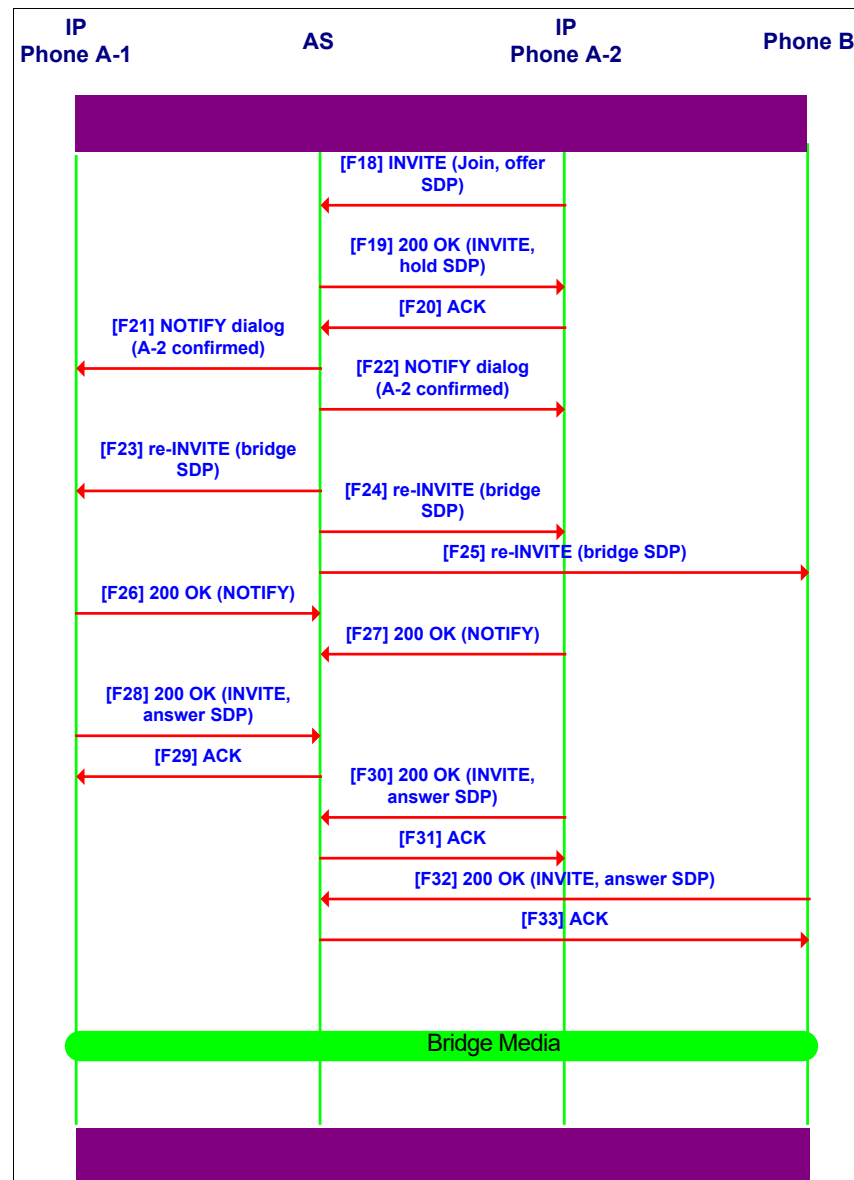 IP
Phone A-1
AS
IP
Phone A-2
Phone B
[F18] INVITE (Join, offer
SDP)
[F19] 200 OK (INVITE,
hold SDP)
[F20] ACK
[F21] NOTIFY dialog
(A-2 confirmed)
[F22] NOTIFY dialog
(A-2 confirmed)
[F23] re-INVITE (bridge
SDP)
[F24] re-INVITE (bridge
SDP)
[F25] re-INVITE (bridge SDP)
[F26] 200 OK (NOTIFY)
[F27] 200 OK (NOTIFY)
[F28] 200 OK (INVITE,
answer SDP)
[F29] ACK
[F30] 200 OK (INVITE,
answer SDP)
[F31] ACK
[F32] 200 OK (INVITE, answer SDP)
[F33] ACK
Bridge Media